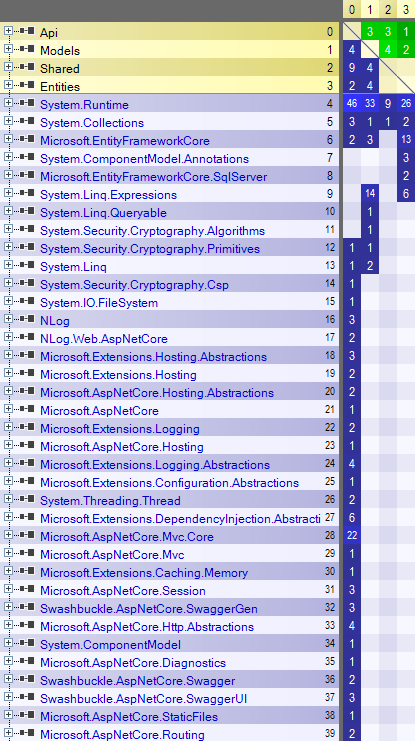 0 1 2 3
Api 0 3 3 1
Models 1 4 4 2
Shared 2 9 4
Entities 3 2 4
System.Runtime 4 46 33 9 26
System.Collections 5 3 1 1 2
Microsoft.EntityFrameworkCore 6 2 3 13
System.ComponentModel.Annotations 7 3
Microsoft.EntityFrameworkCore.SqlServer 8 2
System.Linq.Expressions 9 14 6
System.Linq.Queryable 10 1
System.Security.Cryptography.Algorithms 11 1
System.Security.Cryptography.Primitives 12 1 1
System.Linq 13 1 2
System.Security.Cryptography.Csp 14 1
System.IO.FileSystem 15 1
NLog 16 3
NLog.Web.AspNetCore 17 2
Microsoft.Extensions.Hosting.Abstractions 18 3
Microsoft.Extensions.Hosting 19 2
Microsoft.AspNetCore.Hosting.Abstractions 20 2
Microsoft.AspNetCore 21 1
Microsoft.Extensions.Logging 22 2
Microsoft.AspNetCore.Hosting 23 1
Microsoft.Extensions.Logging.Abstractions 24 4
Microsoft.Extensions.Configuration.Abstractions 25 1
System.Threading.Thread 26 2
Microsoft.Extensions.DependencyInjection.Abstracti 27 6
Microsoft.AspNetCore.Mvc.Core 28 22
Microsoft.AspNetCore.Mvc 29 1
Microsoft.Extensions.Caching.Memory 30 1
Microsoft.AspNetCore.Session 31 3
Swashbuckle.AspNetCore.SwaggerGen 32 3
Microsoft.AspNetCore.Http.Abstractions 33 4
System.ComponentModel 34 1
Microsoft.AspNetCore.Diagnostics 35 1
Swashbuckle.AspNetCore.Swagger 36 2
Swashbuckle.AspNetCore.SwaggerUI 37 3
Microsoft.AspNetCore.StaticFiles 38 1
Microsoft.AspNetCore.Routing 39 2